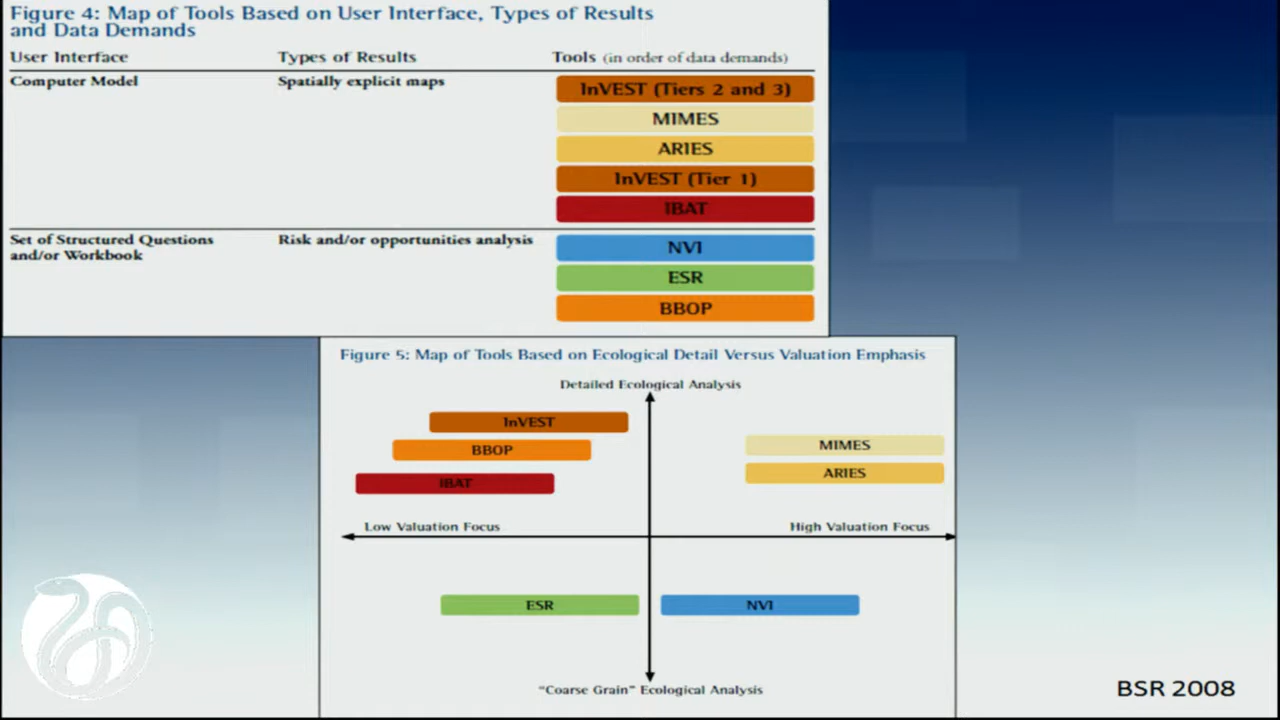 Figure 4: Map of Tools Based on User Interface, Types of Results
and Data Demands
User Interface Types of Results Tools (in order of data demands)
Computer Model Spatially explicit maps
InVEST (Tiers 2 and 3)
MIMES
ARIES
InVEST (Tier 1)
IBAT
Set of Structured Questions
and/or Workbook
Risk and/or opportunities analysis
NVI
ESR
BBOP
Figure 5: Map of Tools Based on Ecological Detail Versus Valuation Emphasis
Detailed Ecological Analysis
InVEST
BBOP
IBAT
MIMES
ARIES
Low Valuation Focus
High Valuation Focus
ESR
NVI
"Coarse Grain" Ecological Analysis
BSR 2008